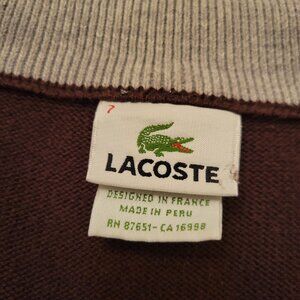 7
LACOSTE
DESIGNED IN FRANCE
MADE IN PERU
RN 87651-CA 16998